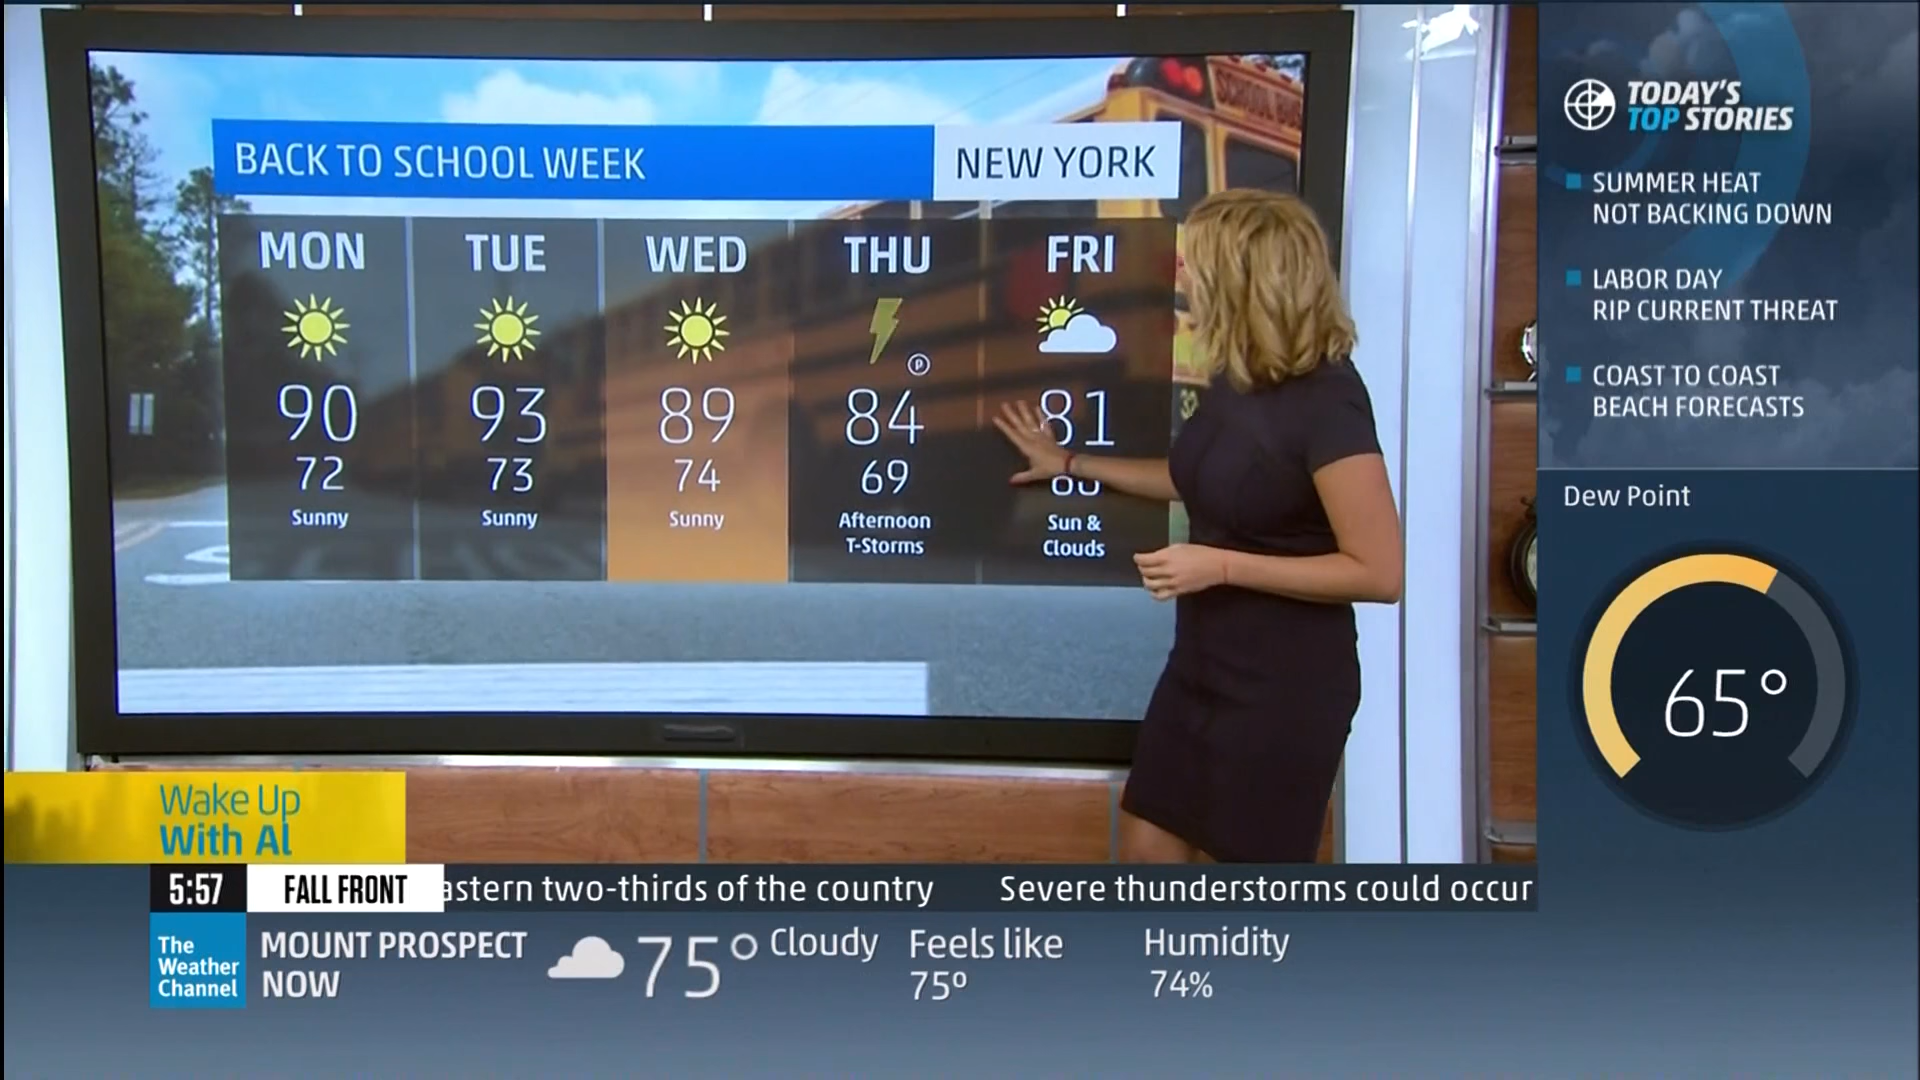 BACK TO SCHOOL WEEK
NEW YORK
SCHOOL BUS
MON TUE WED THU FRI
P
90 93 89 84 81
72 73 74 69
Sunny Sunny Sunny Afternoon Sun &
T-Storms Clouds
TODAY'S
TOP STORIES
SUMMER HEAT
NOT BACKING DOWN
LABOR DAY
RIP CURRENT THREAT
COAST TO COAST
BEACH FORECASTS
Dew Point
65°
Wake Up
With Al
5:57 FALL FRONT astern two-thirds of the country Severe thunderstorms could occur
The
Weather
Channel
MOUNT PROSPECT
NOW
75° Cloudy
Feels like
75°
Humidity
74%